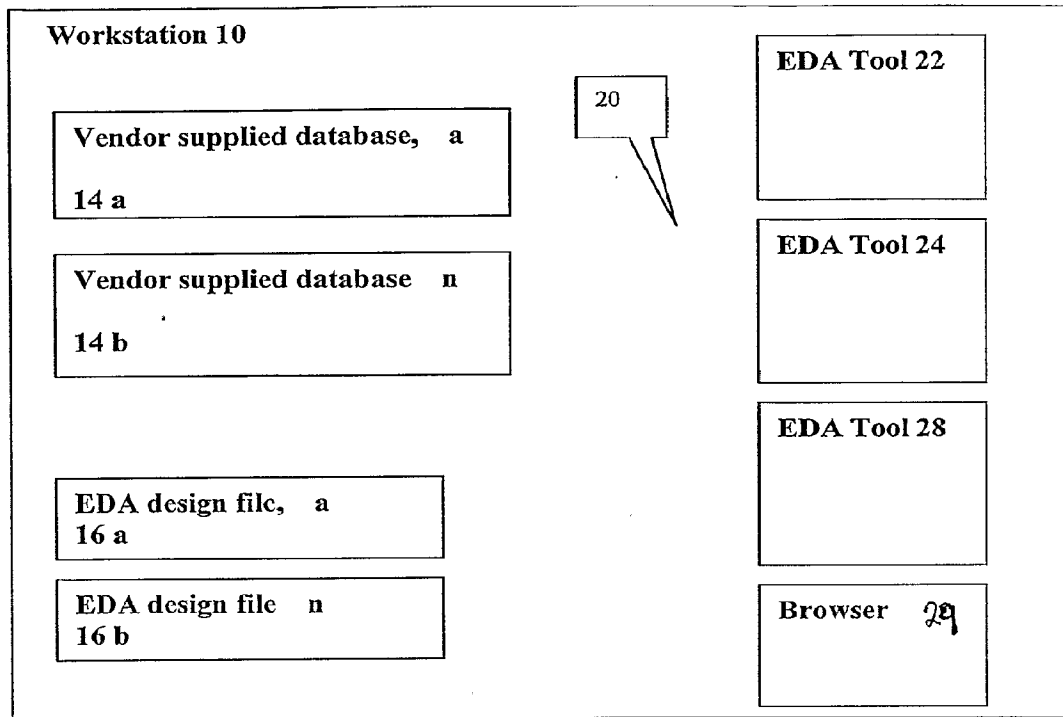 Workstation 10
Vendor supplied database, a
14 a
Vendor supplied database n
14 b
EDA design file, a
16 a
EDA design file n
16 b
20
EDA Tool 22
EDA Tool 24
EDA Tool 28
Browser 29